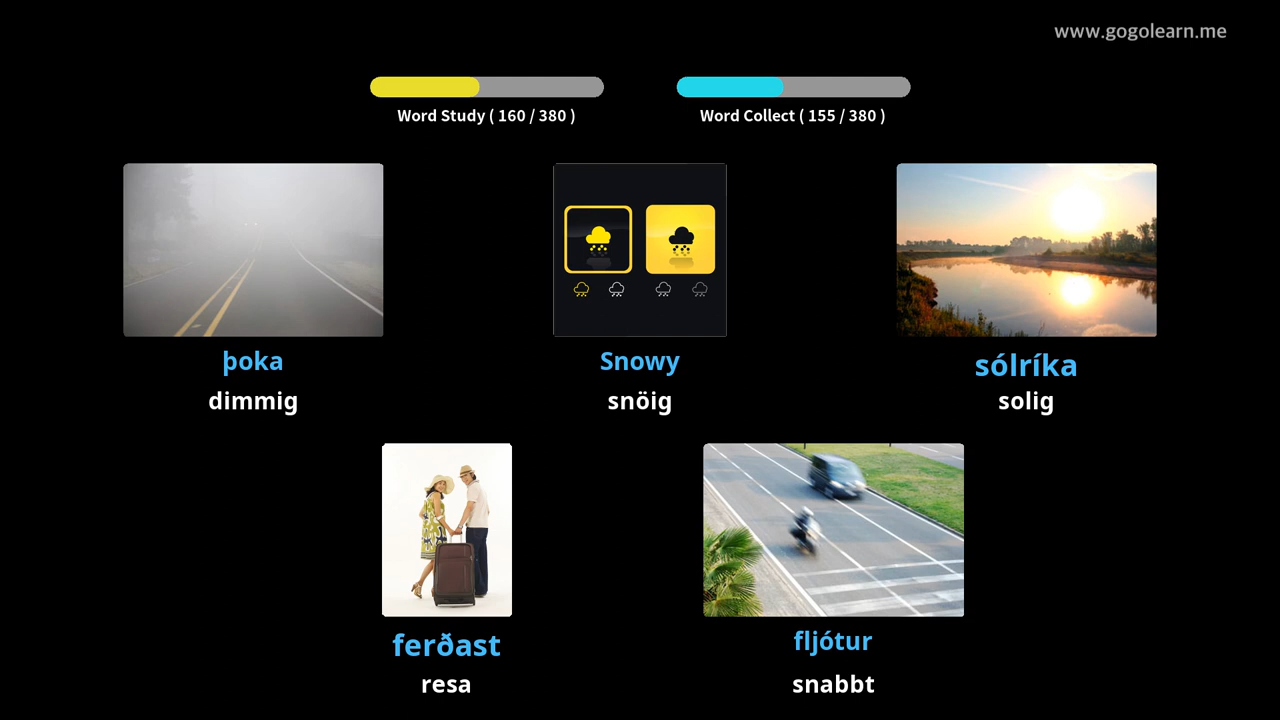 www.gogolearn.me
Word Study ( 160 / 380 )
Word Collect ( 155 / 380 )
þoka
Snowy
sólríka
dimmig
snöig
solig
ferðast
fljótur
resa
snabbt